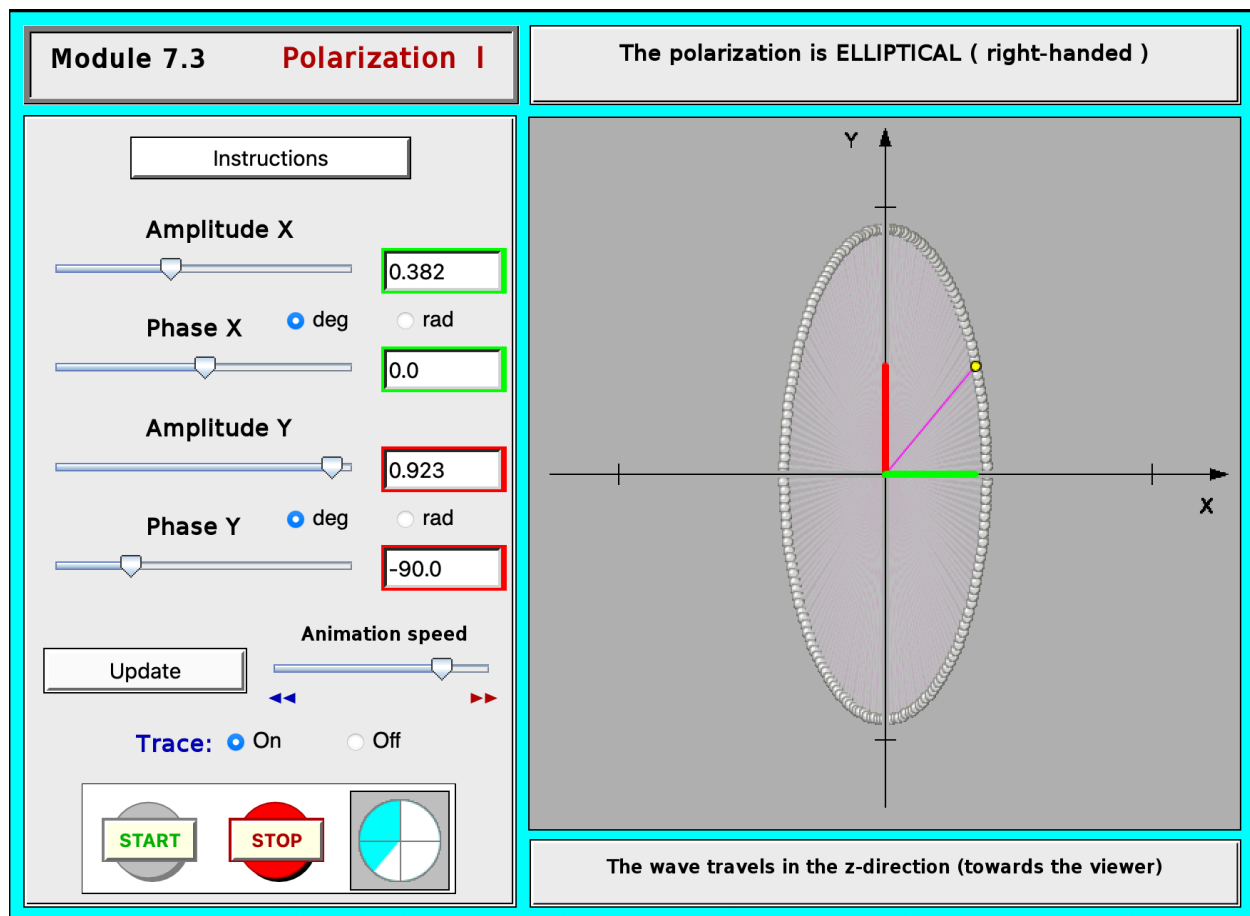 Module 7.3 Polarization I
The polarization is ELLIPTICAL ( right-handed )
Instructions
Amplitude X
0.382
Phase X deg rad
0.0
Amplitude Y
0.923
Phase Y deg rad
-90.0
Animation speed
Update
Trace: On Off
START STOP
Y
X
The wave travels in the z-direction (towards the viewer)